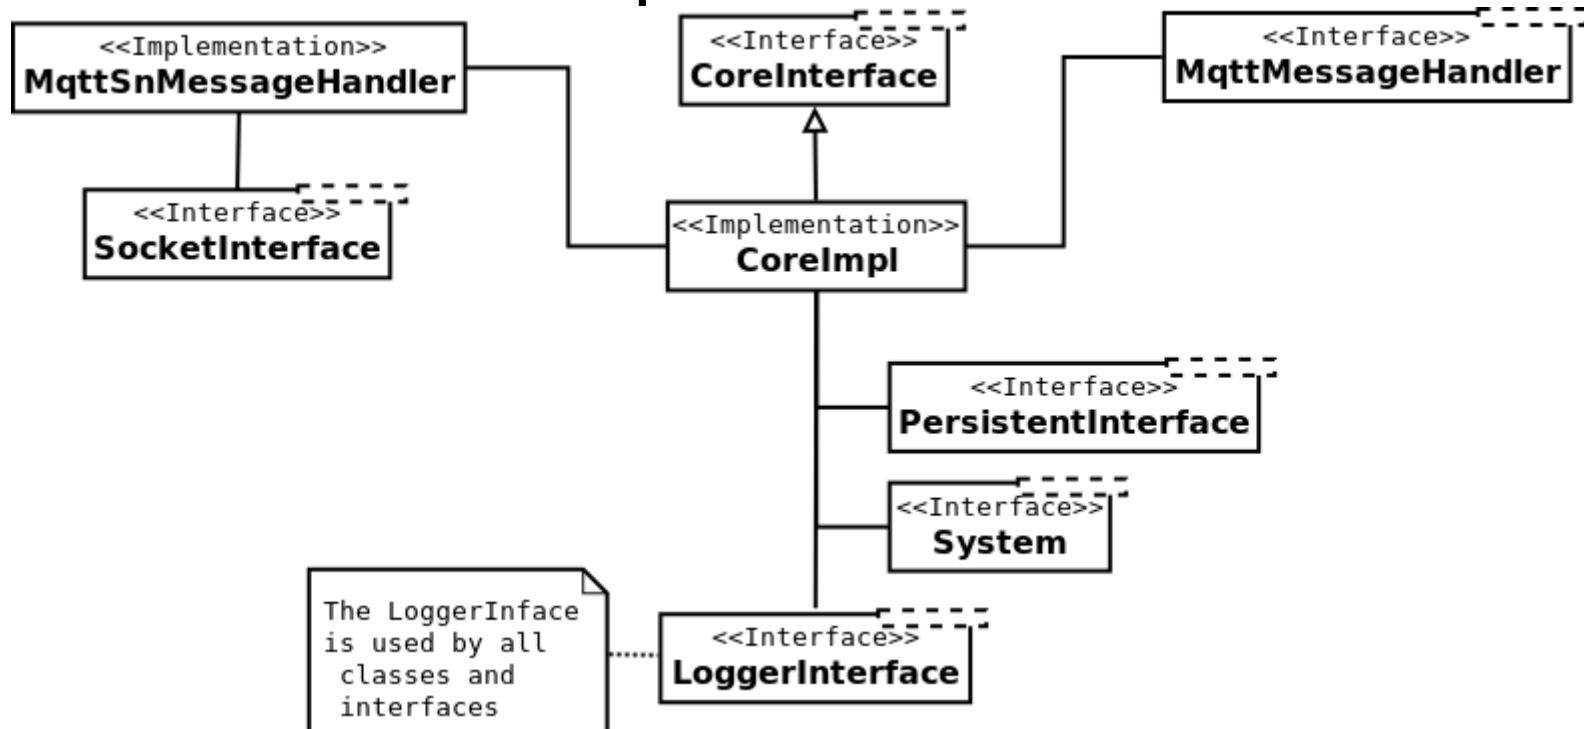 <<Implementation>>
MqttSnMessageHandler
<<Interface>>
CoreInterface
<<Interface>>
MqttMessageHandler
<<Interface>>
SocketInterface
<<Implementation>>
CoreImpl
<<Interface>>
PersistentInterface
<<Interface>>
System
The LoggerInface
is used by all
classes and
interfaces
<<Interface>>
LoggerInterface